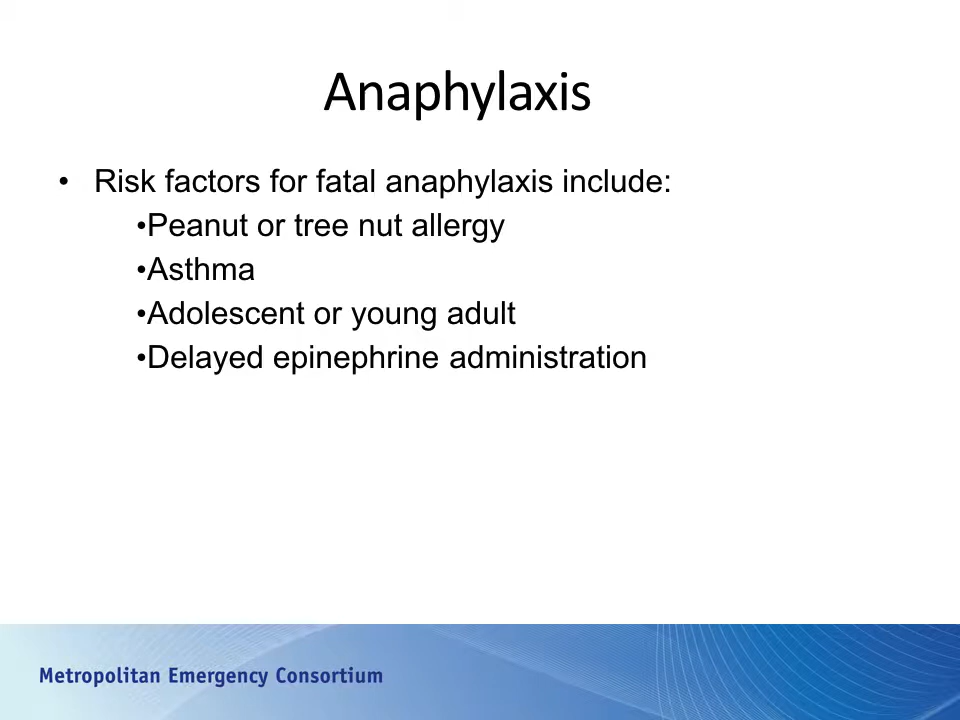 Anaphylaxis
• Risk factors for fatal anaphylaxis include:
•Peanut or tree nut allergy
•Asthma
•Adolescent or young adult
•Delayed epinephrine administration
Metropolitan Emergency Consortium